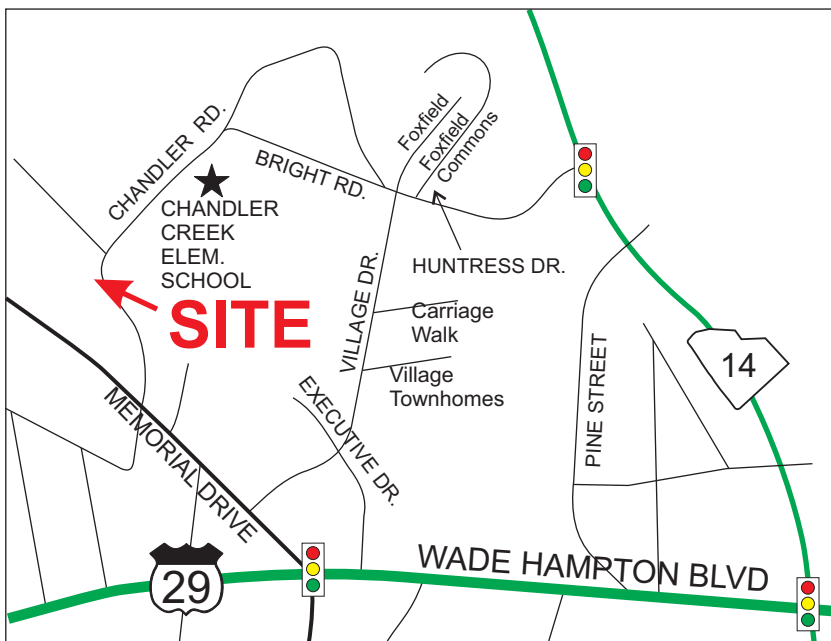 CHANDLER RD.
BRIGHT RD.
Foxfield
Foxfield
Commons
CHANDLER
CREEK
ELEM.
SCHOOL
SITE
HUNTRESS DR.
VILLAGE DR.
Carriage
Walk
Village
Townhomes
EXECUTIVE DR.
MEMORIAL DRIVE
PINE STREET
14
29
WADE HAMPTON BLVD